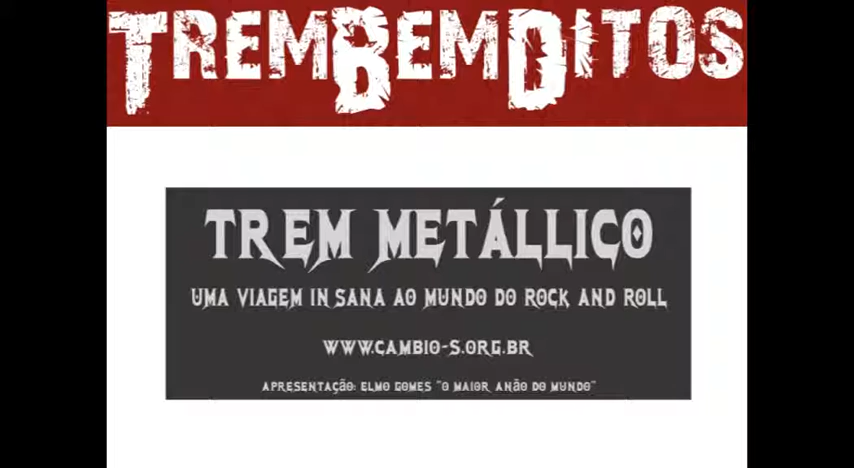 TREMBEMDITOS
TREM METÁLLICO
UMA VIAGEM IN SANA AO MUNDO DO ROCK AND ROLL
WWW.CAMBIO-S.ORG.BR
APRESENTAÇÃO: ELMO GOMES "O MAIOR ANÃO DO MUNDO"